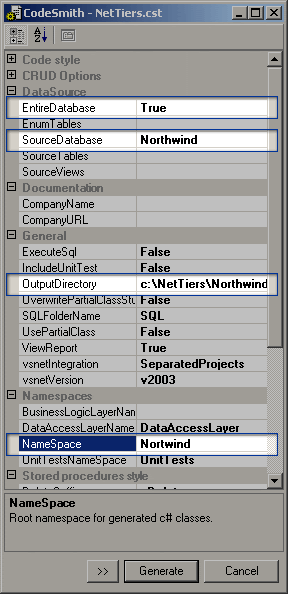 CodeSmith - NetTiers.cst
Code style
CRUD Options
DataSource
EntireDatabase True
EnumTables
SourceDatabase Northwind
SourceTables
SourceViews
Documentation
CompanyName
CompanyURL
General
ExecuteSql False
IncludeUnitTest False
OutputDirectory c:\NetTiers\Northwind
OverwritePartialClassStu False
SQLFolderName SQL
UsePartialClass False
ViewReport True
vsnetIntegration SeparatedProjects
vsnetVersion v2003
Namespaces
BusinessLogicLayerNan
DataAccessLayerName DataAccessLayer
NameSpace Nortwind
UnitTestsNameSpace UnitTests
Stored procedures style
NameSpace
Root namespace for generated c# classes.
>> Generate Cancel